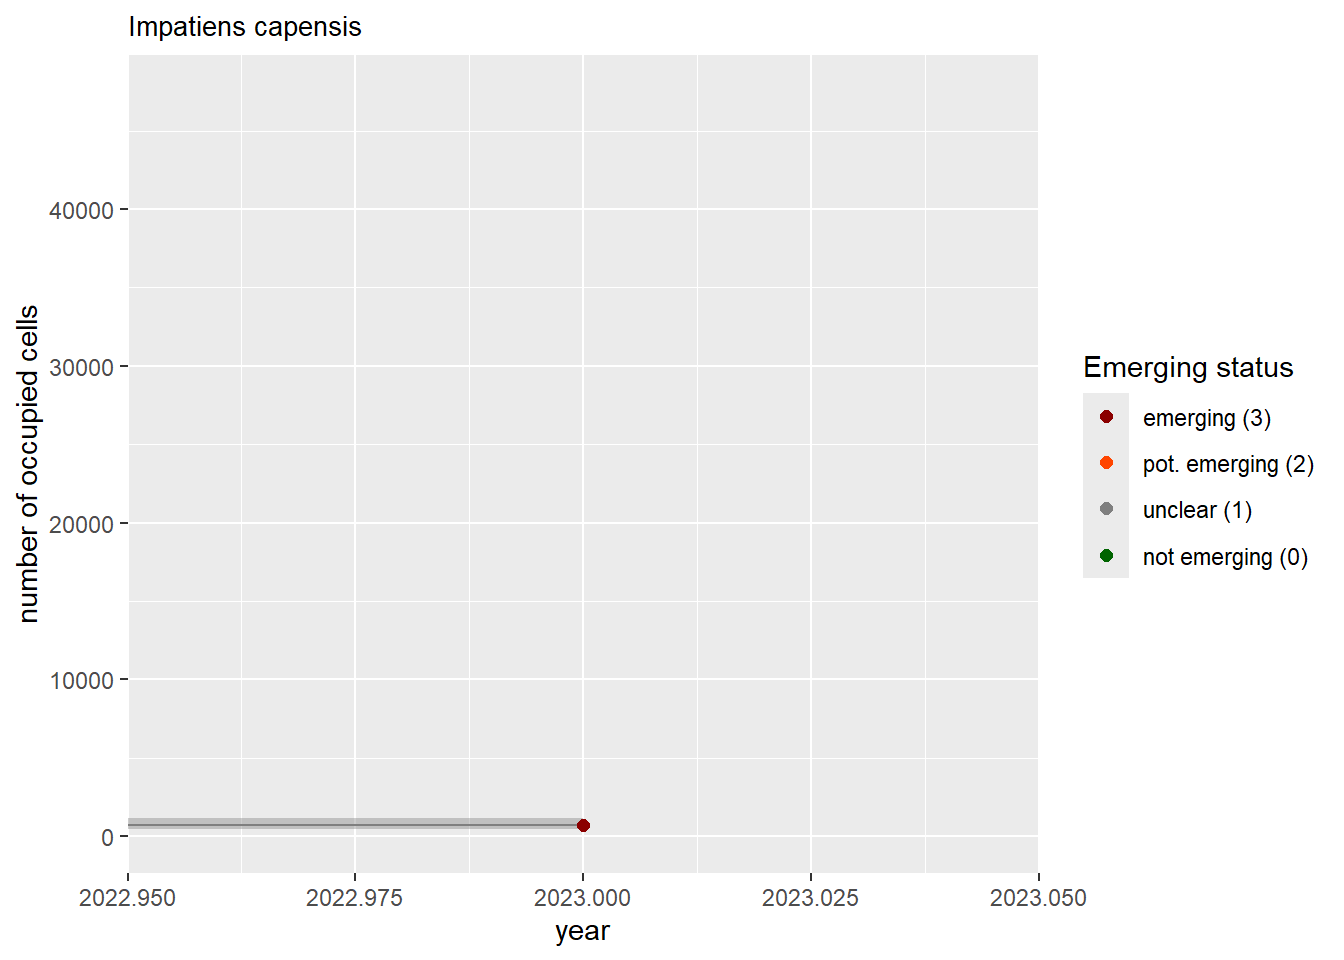 Impatiens capensis
number of occupied cells
40000
30000
20000
10000
0
2022.950 2022.975 2023.000 2023.025 2023.050
year
Emerging status
emerging (3)
pot. emerging (2)
unclear (1)
not emerging (0)